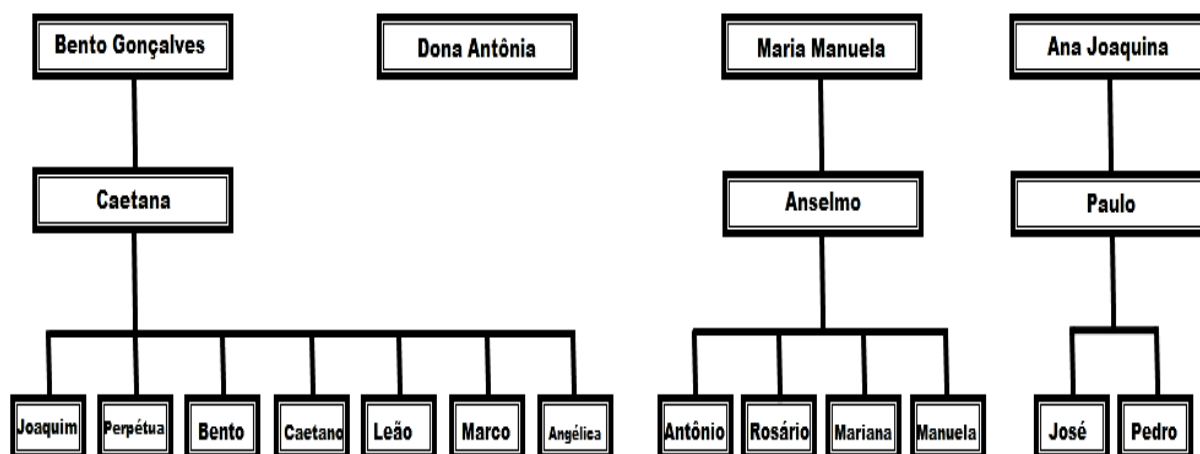 Bento Gonçalves
Dona Antônia
Maria Manuela
Ana Joaquina
Caetana
Anselmo
Paulo
Joaquim
Perpétua
Bento
Caetano
Leão
Marco
Angélica
Antônio
Rosário
Mariana
Manuela
José
Pedro